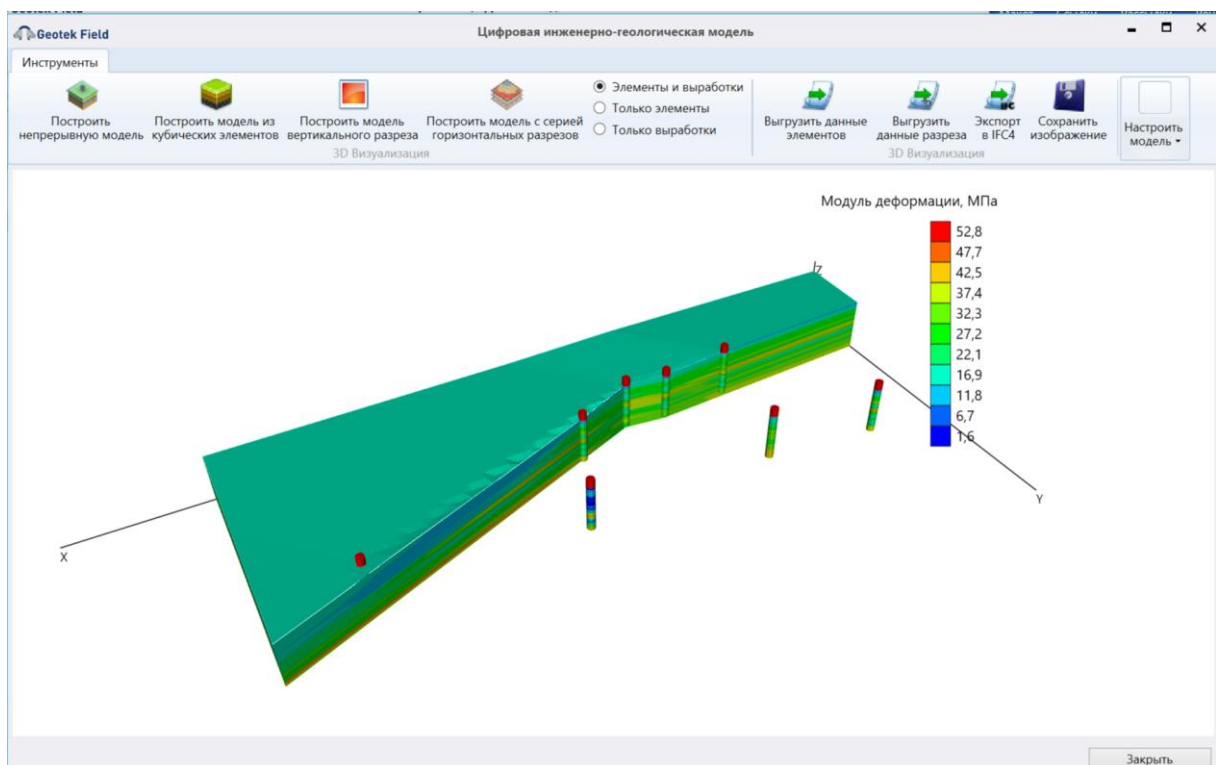 Geotek Field
Цифровая инженерно-геологическая модель
Инструменты
Построить
непрерывную модель
Построить модель из
кубических элементов
Построить модель
вертикального разреза
Построить модель с серией
горизонтальных разрезов
Элементы и выработки
Только элементы
Только выработки
3D Визуализация
Выгрузить данные
элементов
Выгрузить
данные разреза
Экспорт
в IFC4
Сохранить
изображение
3D Визуализация
Настроить
модель
Модуль деформации, МПа
52,8
47,7
42,5
37,4
32,3
27,2
22,1
16,9
11,8
6,7
1,6
Z
Y
X
Закрыть